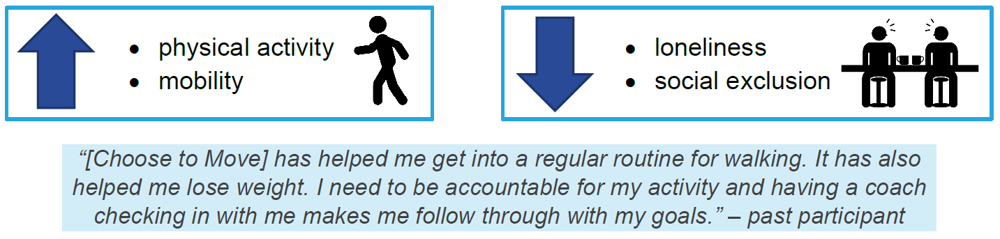 • physical activity
• mobility
• loneliness
• social exclusion
“[Choose to Move] has helped me get into a regular routine for walking. It has also
helped me lose weight. I need to be accountable for my activity and having a coach
checking in with me makes me follow through with my goals.” – past participant